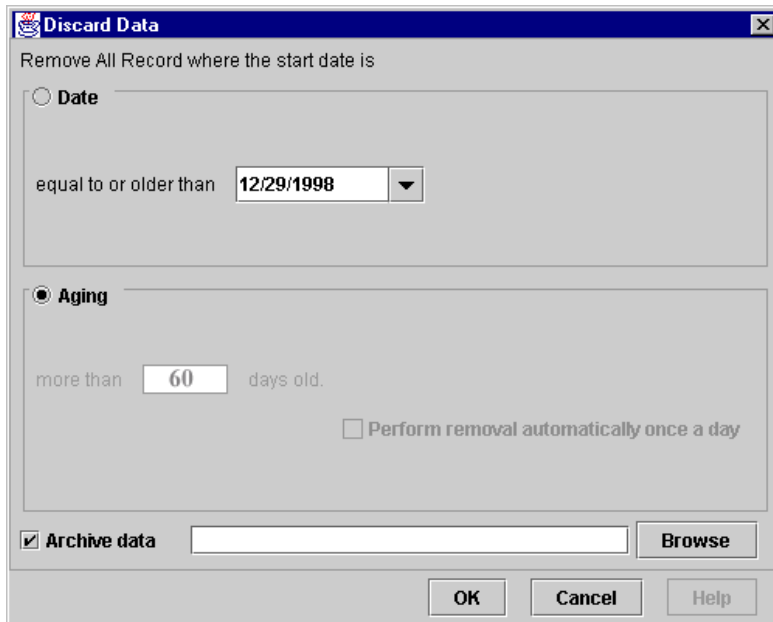 Discard Data
Remove All Record where the start date is
Date
equal to or older than 12/29/1998
Aging
more than 60 days old.
Perform removal automatically once a day
Archive data Browse
OK Cancel Help